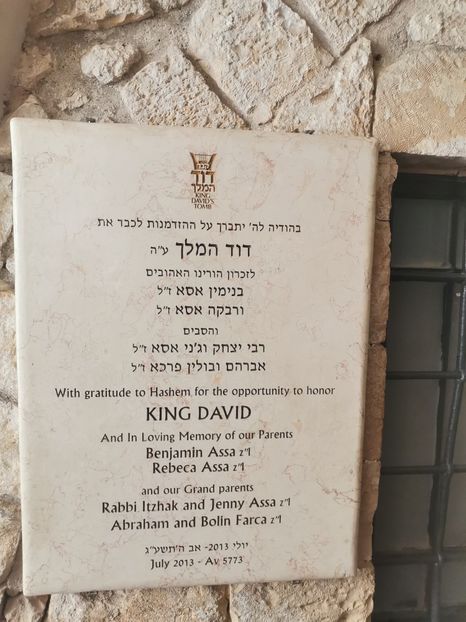 דוד
המלך
KING
DAVID'S
TOMB
בהודיה לה' יתברך על ההזדמנות לכבד את
דוד המלך ע"ה
לזכרון הורינו האהובים
בנימין אסא ז"ל
ורבקה אסא ז"ל
והסבים
רבי יצחק וג'ני אסא ז"ל
אברהם ובולין פרכא ז"ל
With gratitude to Hashem for the opportunity to honor
KING DAVID
And In Loving Memory of our Parents
Benjamin Assa z"l
Rebeca Assa z"l
and our Grand parents
Rabbi Itzhak and Jenny Assa z"l
Abraham and Bolin Farca z"l
יולי 2013- אב ה'תשע"ג
July 2013 - Av 5773